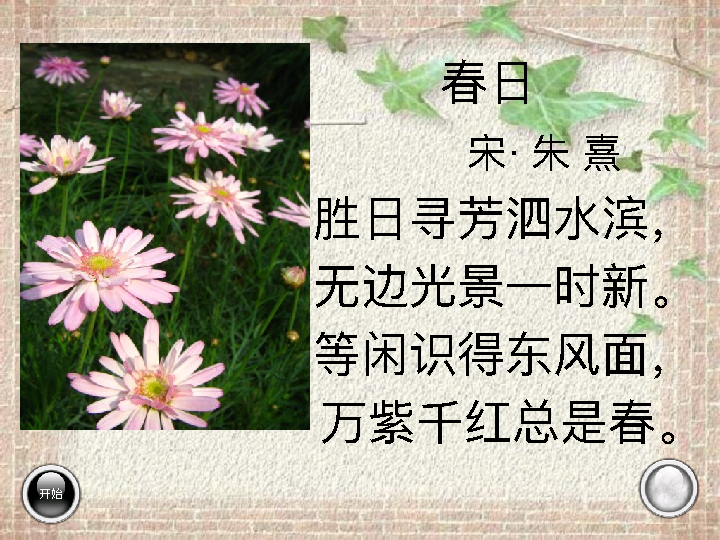 春日
宋· 朱 熹
胜日寻芳泗水滨，
无边光景一时新。
等闲识得东风面，
万紫千红总是春。
开始